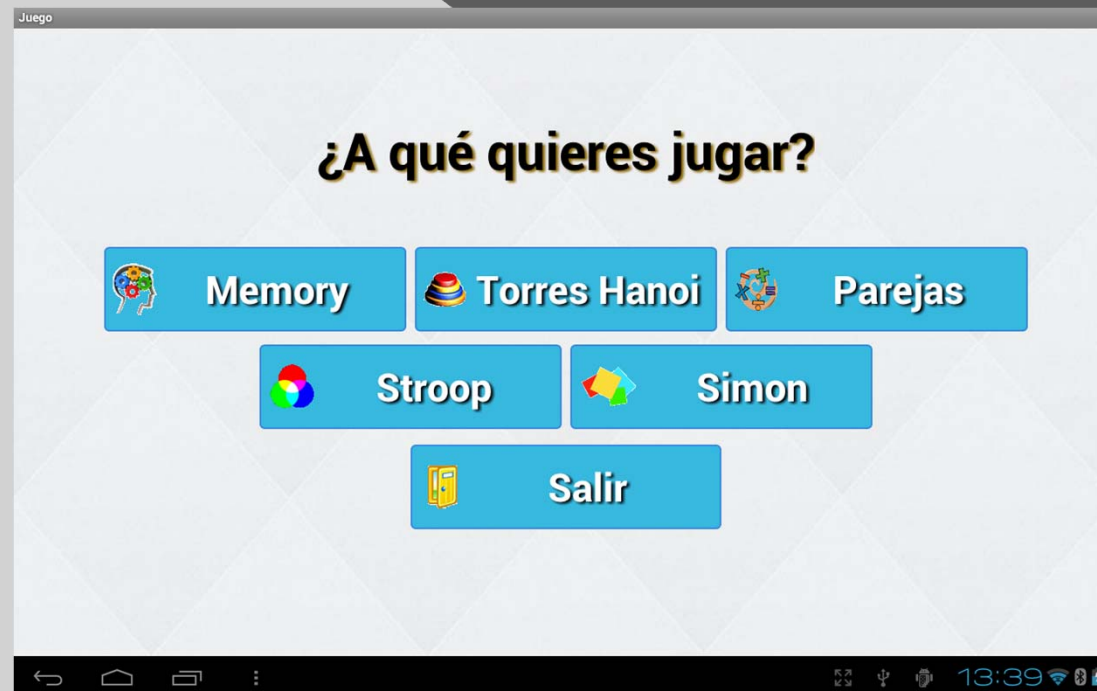 Juego
¿A qué quieres jugar?
Memory Torres Hanoi Parejas
Stroop Simon
Salir
13:39